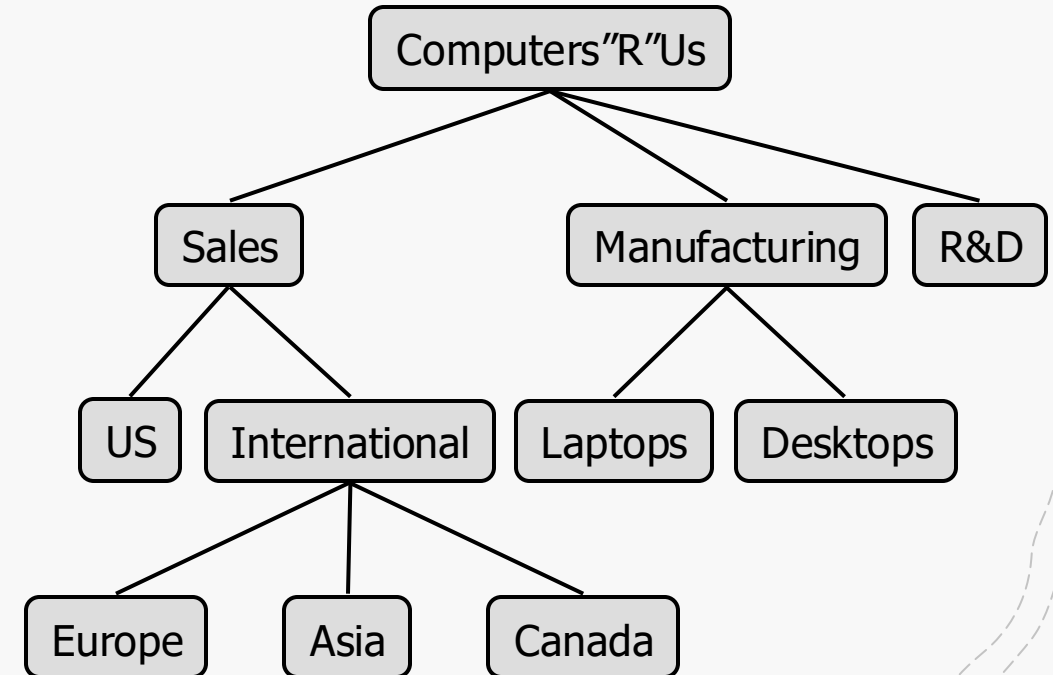 Computers”R”Us
Sales
Manufacturing
R&D
US
International
Laptops
Desktops
Europe
Asia
Canada